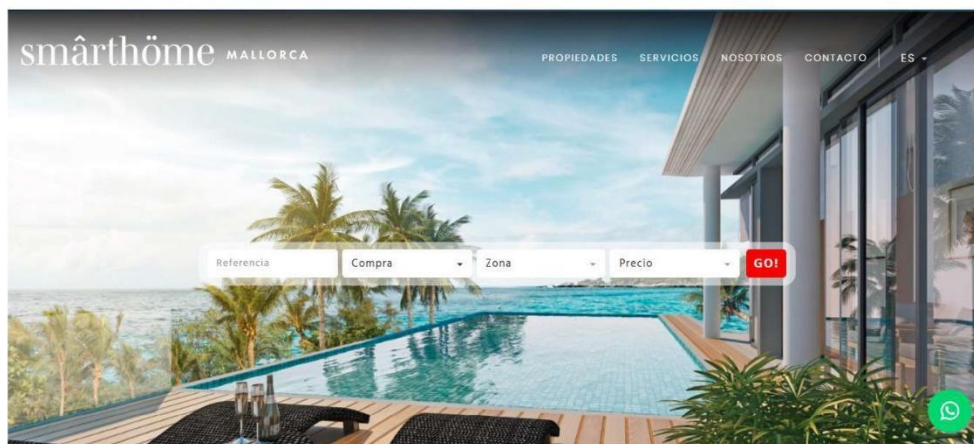 smârthöme MALLORCA
PROPIEDADES SERVICIOS NOSOTROS CONTACTO ES
Referencia Compra Zona Precio GO!